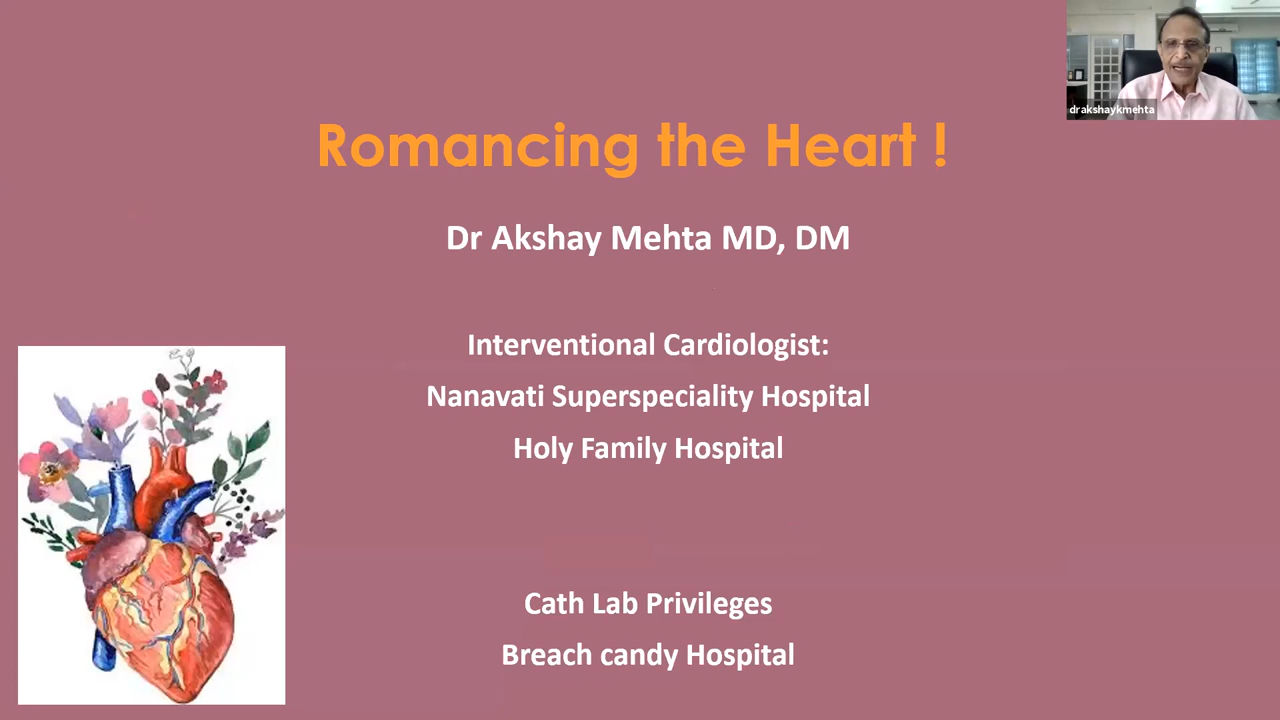 drakshaykmehta
Romancing the Heart !
Dr Akshay Mehta MD, DM
Interventional Cardiologist:
Nanavati Superspeciality Hospital
Holy Family Hospital
Cath Lab Privileges
Breach candy Hospital